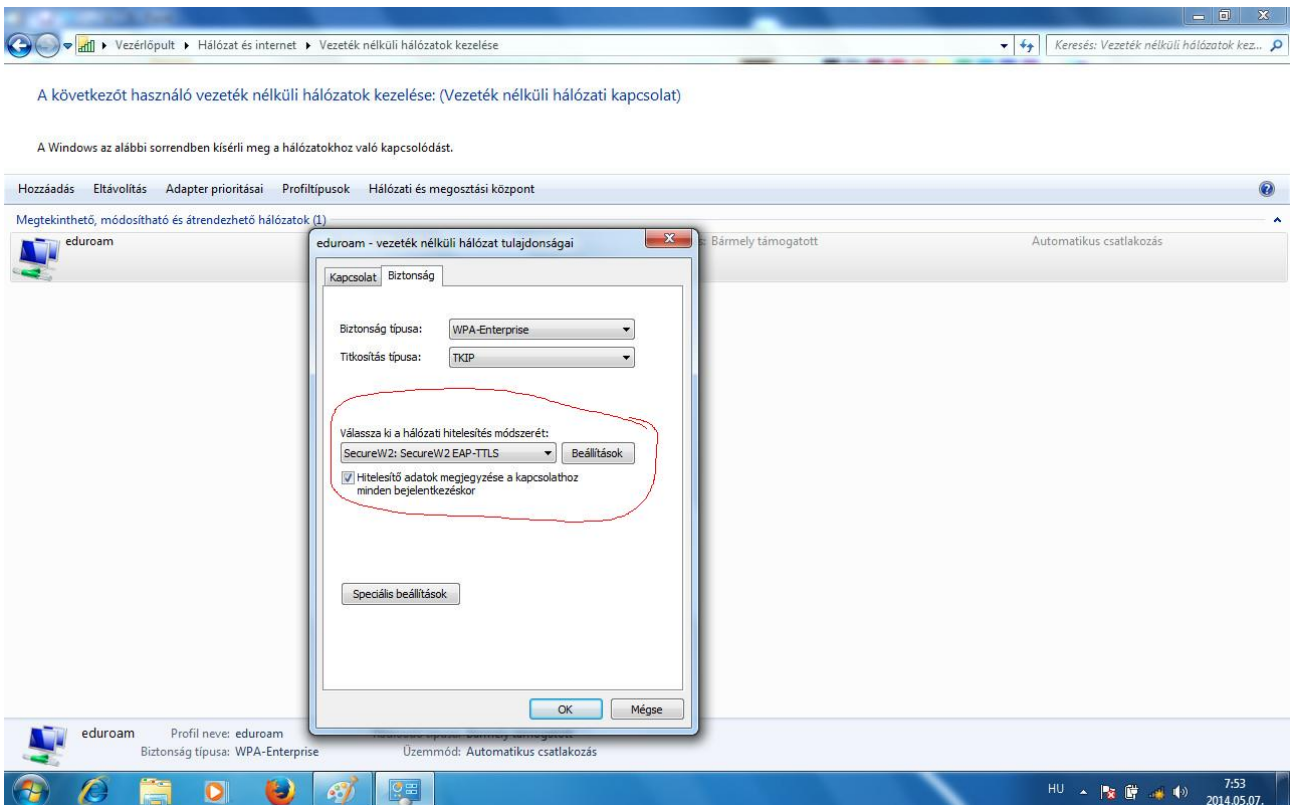 Vezérlőpult ▸ Hálózat és internet ▸ Vezeték nélküli hálózatok kezelése
Keresés: Vezeték nélküli hálózatok kez...
A következőt használó vezeték nélküli hálózatok kezelése: (Vezeték nélküli hálózati kapcsolat)
A Windows az alábbi sorrendben kísérli meg a hálózatokhoz való kapcsolódást.
Hozzáadás Eltávolítás Adapter prioritásai Profiltípusok Hálózati és megosztási központ
Megtekinthető, módosítható és átrendezhető hálózatok (1)
eduroam
Bármely támogatott
Automatikus csatlakozás
eduroam - vezeték nélküli hálózat tulajdonságai
Kapcsolat Biztonság
Biztonság típusa: WPA-Enterprise
Titkosítás típusa: TKIP
Válassza ki a hálózati hitelesítés módszerét:
SecureW2: SecureW2 EAP-TTLS Beállítások
Hitelesítő adatok megjegyzése a kapcsolathoz
minden bejelentkezéskor
Speciális beállítások
OK Mégse
eduroam Profil neve: eduroam
Biztonság típusa: WPA-Enterprise Üzemmód: Automatikus csatlakozás
HU 7:53
2014.05.07.